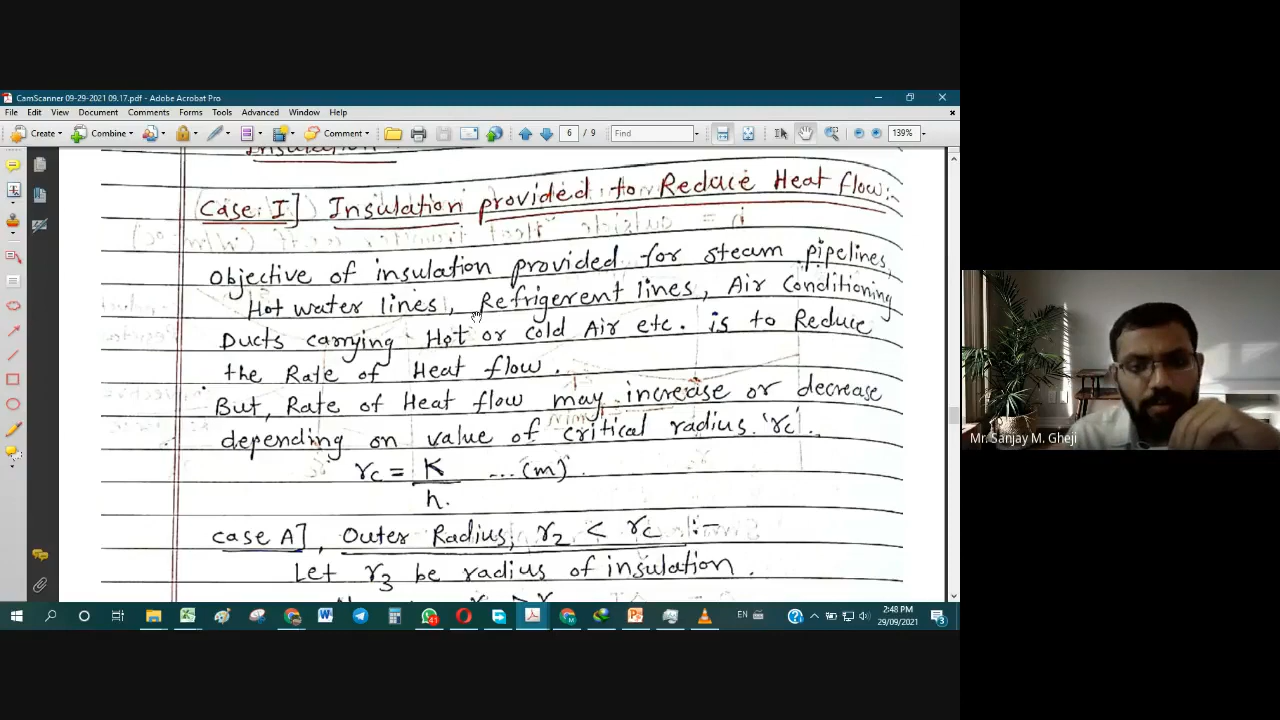 CamScanner 09-29-2021 09.17.pdf - Adobe Acrobat Pro
File Edit View Document Comments Forms Tools Advanced Window Help
Create Combine Comment 6 / 9 Find 139%
Insulation
Case: I] Insulation provided to Reduce Heat flow:-
Objective of insulation provided for steam pipelines,
Hot water lines, Refrigerent lines, Air Conditioning
Ducts carrying Hot or cold Air etc. is to Reduce
the Rate of Heat flow.
But, Rate of Heat flow may increase or decrease
depending on value of critical radius 'rc'.
rc = K ...(m).
h.
case A], Outer Radius, r2 < rc :-
Let r3 be radius of insulation.
Mr. Sanjay M. Gheji
41
EN
2:48 PM
29/09/2021
3